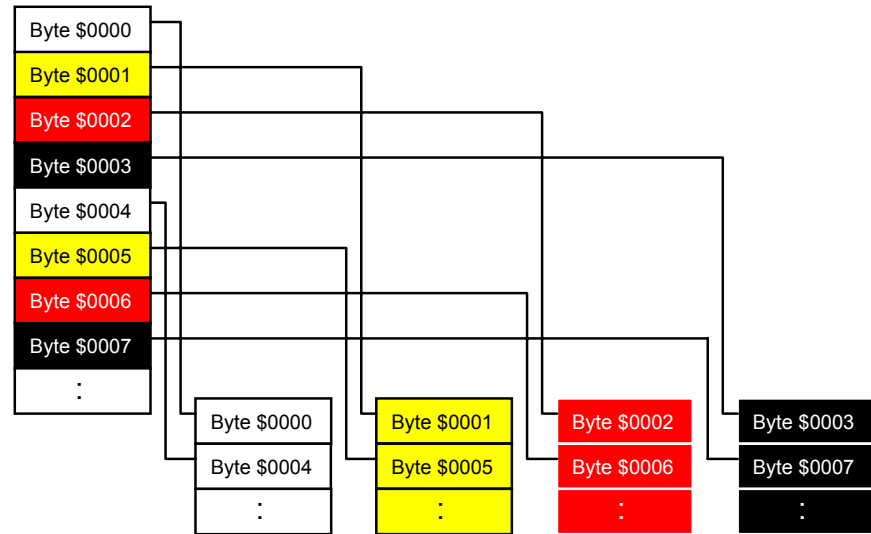 Byte $0000
Byte $0001
Byte $0002
Byte $0003
Byte $0004
Byte $0005
Byte $0006
Byte $0007
:
Byte $0000 Byte $0001 Byte $0002 Byte $0003
Byte $0004 Byte $0005 Byte $0006 Byte $0007
: : : :